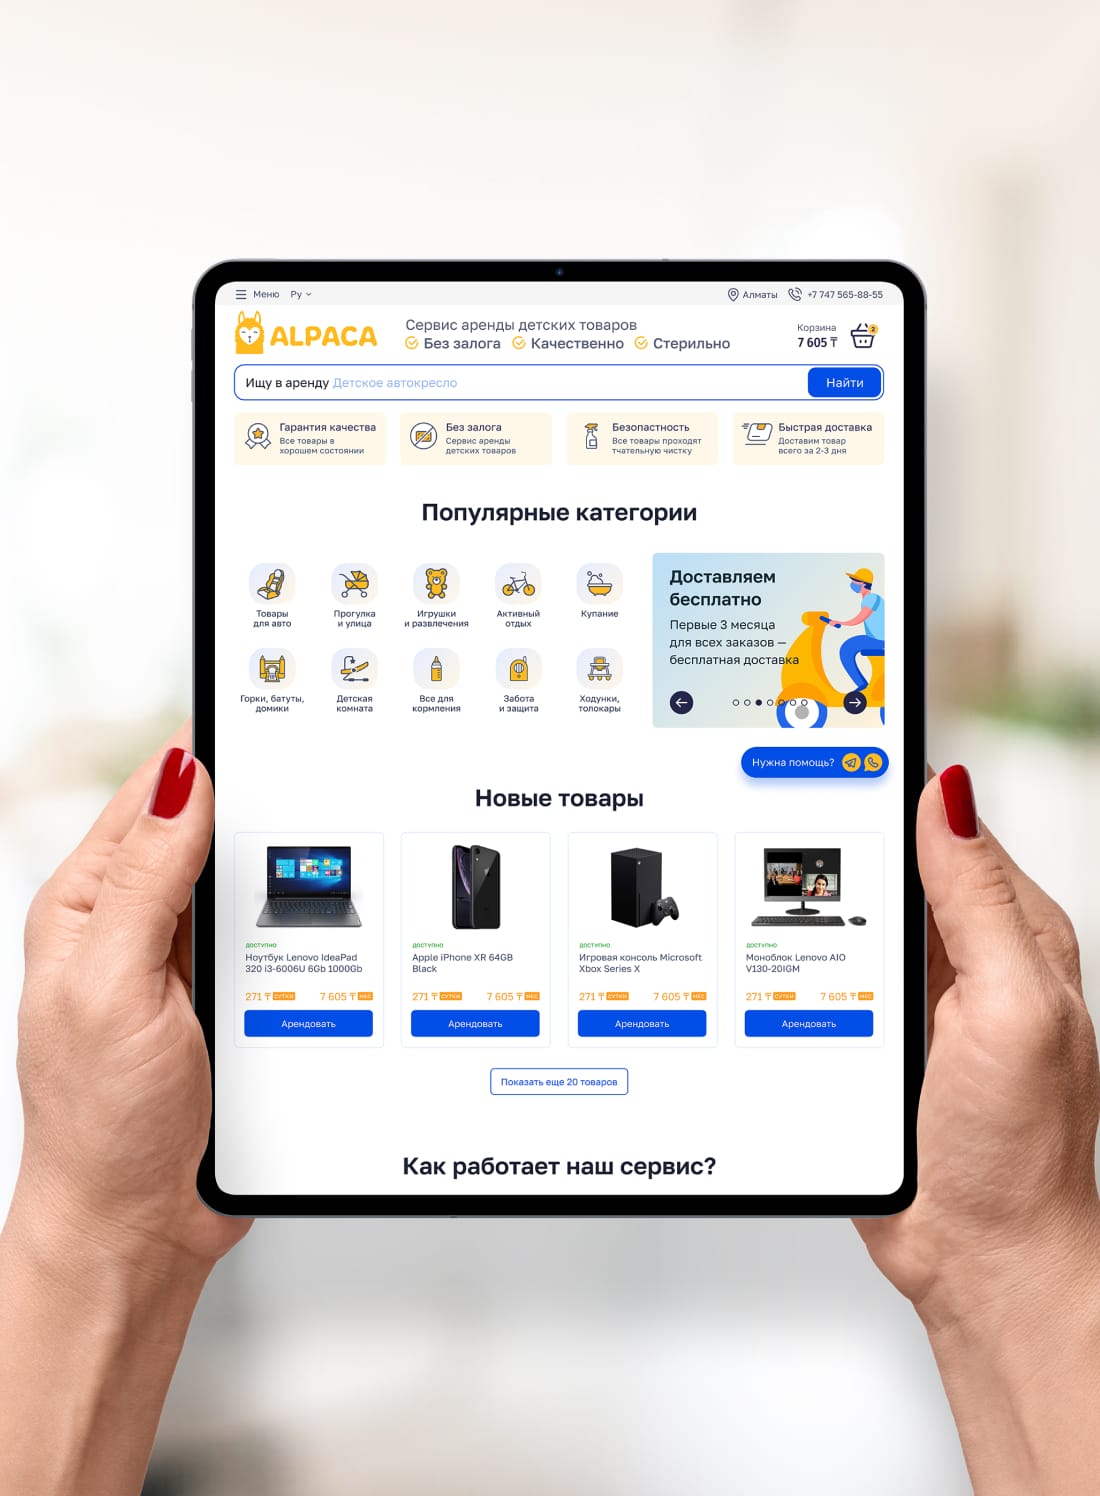 Меню Ру
Алматы +7 747 565-88-55
ALPACA
Сервис аренды детских товаров
Без залога Качественно Стерильно
Корзина
7 605 ₸
2
Ищу в аренду Детское автокресло
Найти
Гарантия качества
Все товары в
хорошем состоянии
Без залога
Сервис аренды
детских товаров
Безопастность
Все товары проходят
тчательную чистку
Быстрая доставка
Доставим товар
всего за 2-3 дня
Популярные категории
Товары
для авто
Прогулка
и улица
Игрушки
и развлечения
Активный
отдых
Купание
Горки, батуты,
домики
Детская
комната
Все для
кормления
Забота
и защита
Ходунки,
толокары
Доставляем
бесплатно
Первые 3 месяца
для всех заказов —
бесплатная доставка
Нужна помощь?
Новые товары
ДОСТУПНО
Ноутбук Lenovo IdeaPad
320 i3-6006U 6Gb 1000Gb
271 ₸ СУТКИ 7 605 ₸ МЕС
Арендовать
ДОСТУПНО
Apple iPhone XR 64GB
Black
271 ₸ СУТКИ 7 605 ₸ МЕС
Арендовать
ДОСТУПНО
Игровая консоль Microsoft
Xbox Series X
271 ₸ СУТКИ 7 605 ₸ МЕС
Арендовать
ДОСТУПНО
Моноблок Lenovo AIO
V130-20IGM
271 ₸ СУТКИ 7 605 ₸ МЕС
Арендовать
Показать еще 20 товаров
Как работает наш сервис?